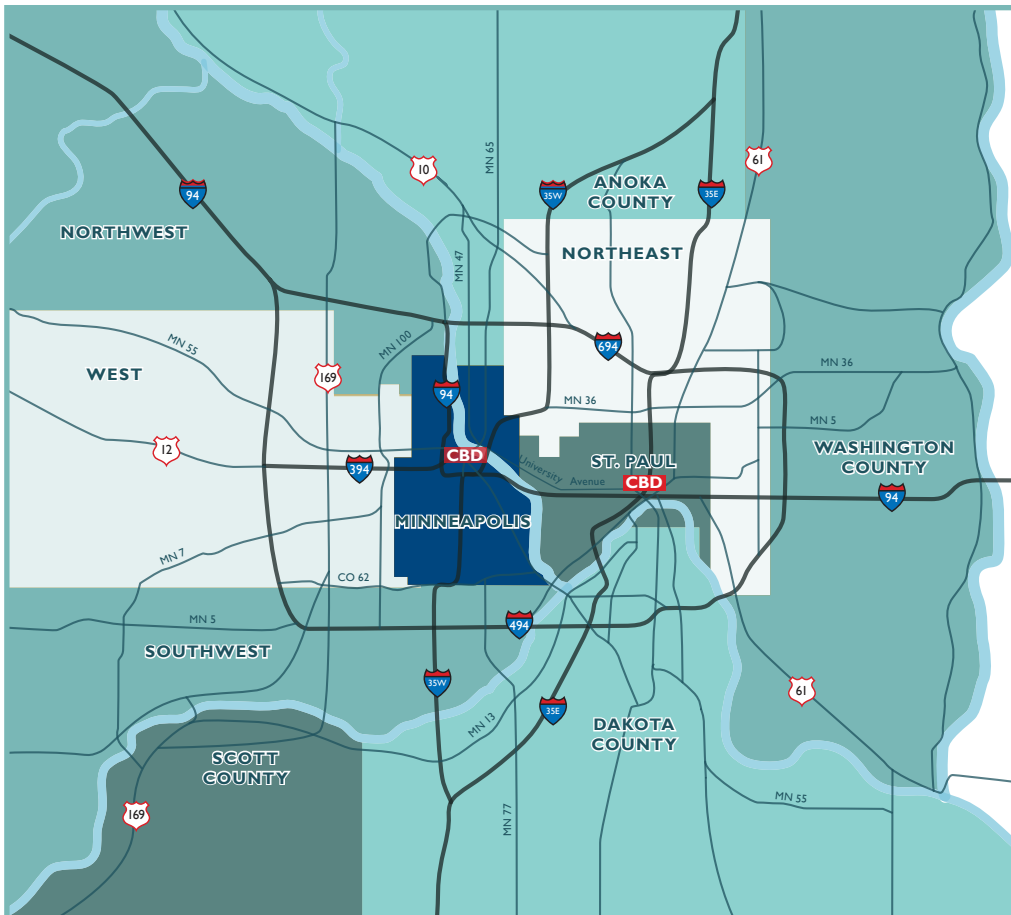 MN 65
61
10
94
35W
ANOKA
COUNTY
35E
NORTHWEST
NORTHEAST
MN 47
MN 55
MN 100
694
MN 36
WEST
169
94
MN 36
MN 5
12
CBD
394
University
Avenue
ST. PAUL
CBD
WASHINGTON
COUNTY
94
MINNEAPOLIS
MN 7
CO 62
MN 5
494
SOUTHWEST
35W
61
35E
MN 13
DAKOTA
COUNTY
SCOTT
COUNTY
169
MN 77
MN 55